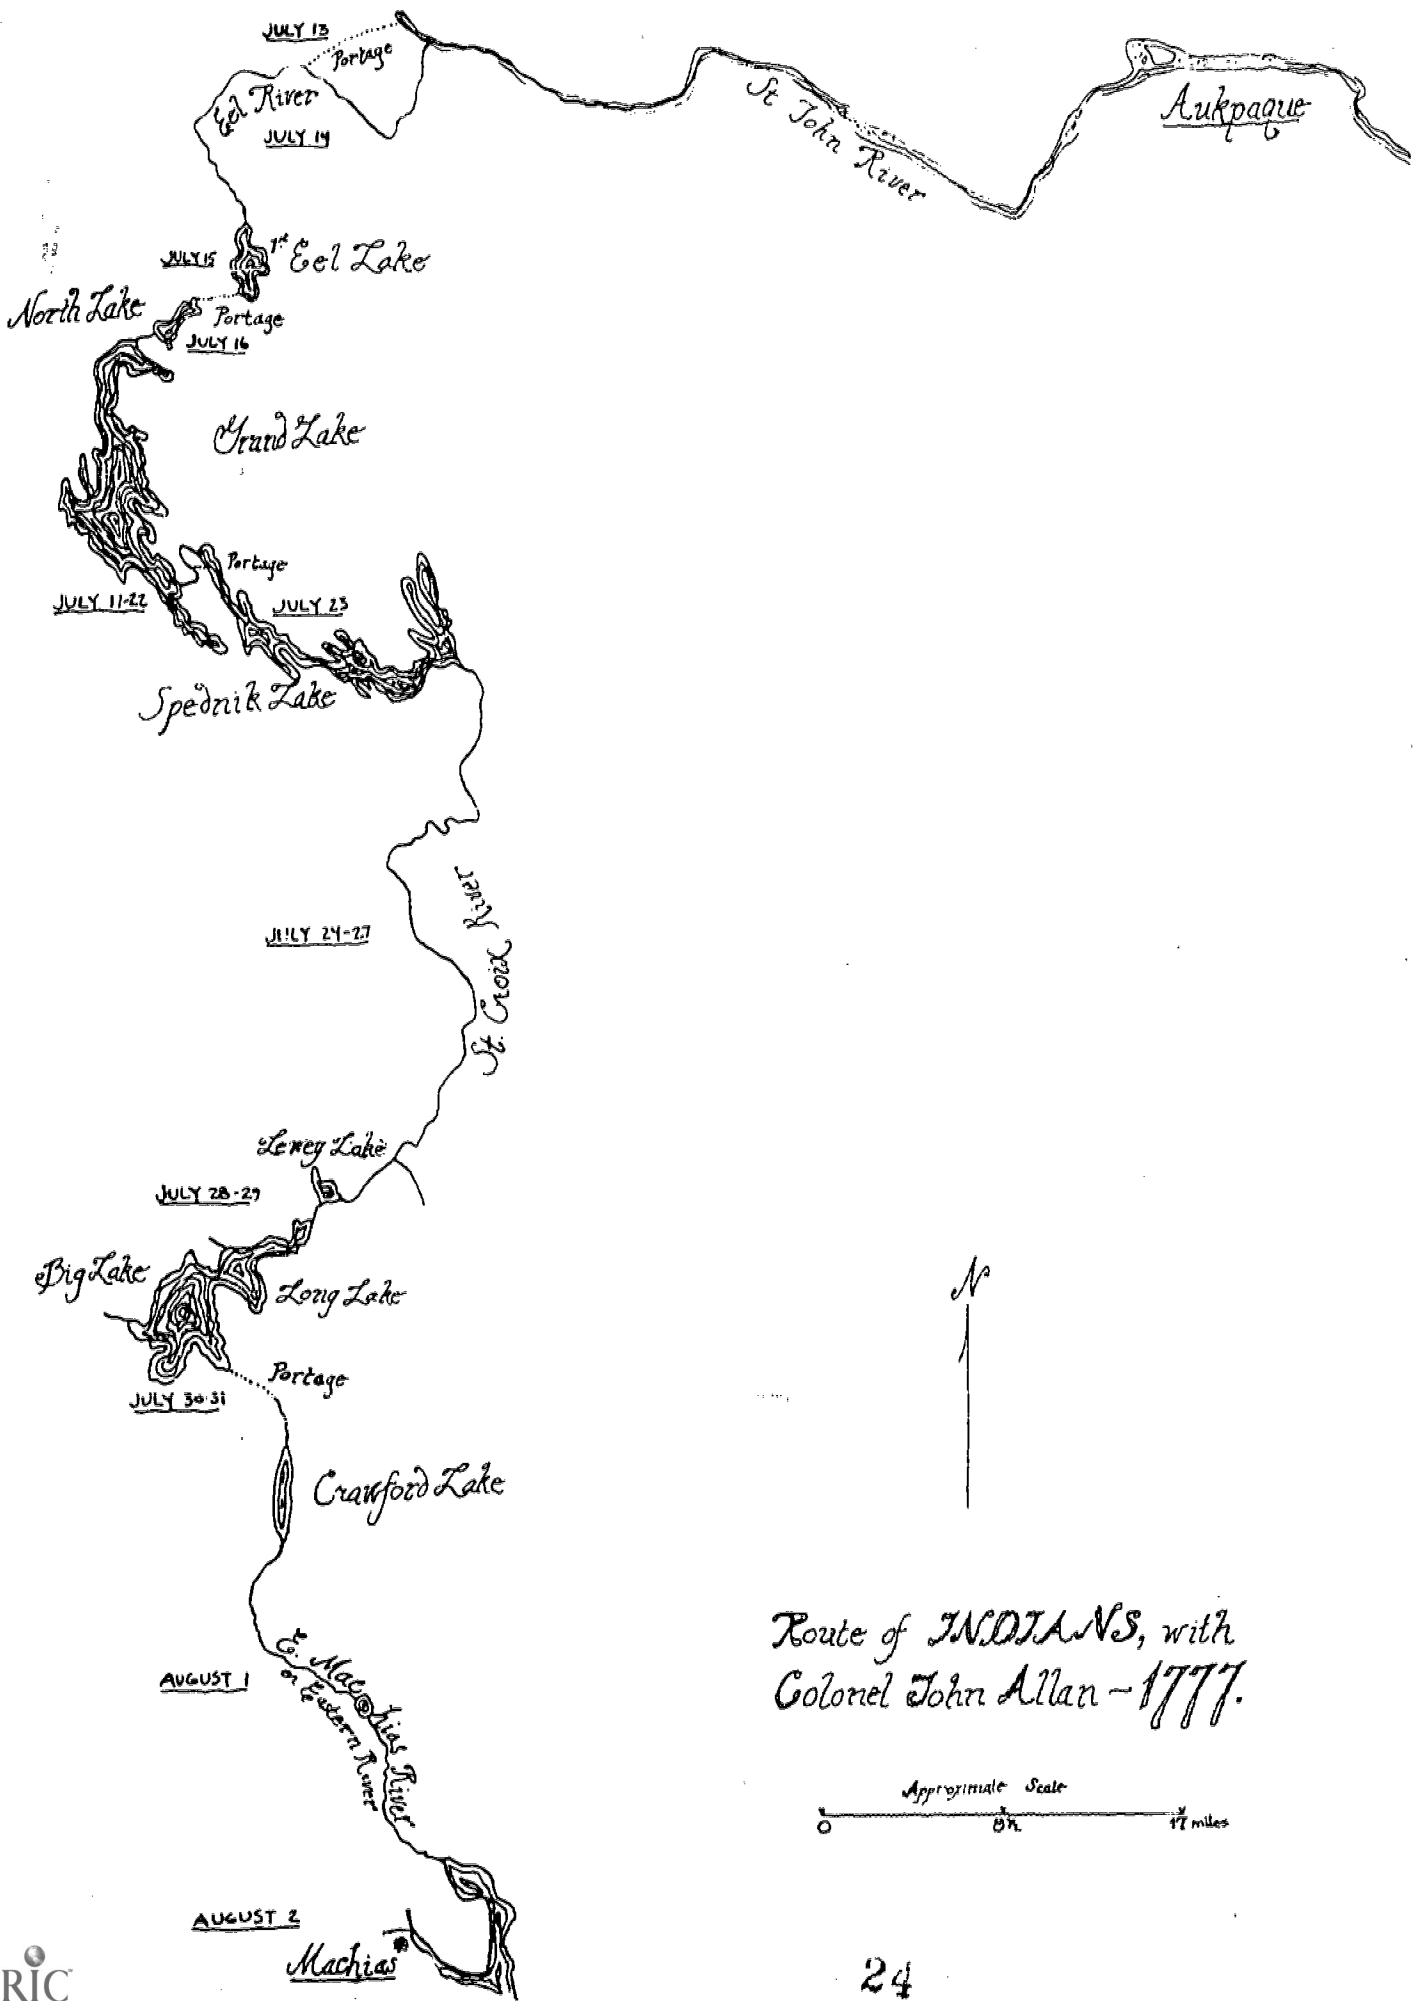 JULY 13
Portage
Eel River
JULY 14
St John River
Aukpaque
JULY 15
1st Eel Lake
North Lake
Portage
JULY 16
Grand Lake
Portage
JULY 11-22
JULY 23
Spednik Lake
JULY 24-27
St. Croix River
Lewey Lake
JULY 28-29
Big Lake
Long Lake
Portage
JULY 30-31
Crawford Lake
N
E. Machias River
or Eastern River
AUGUST 1
Route of INDIANS, with
Colonel John Allan - 1777.
Approximate Scale
0 8½ 17 miles
AUGUST 2
Machias
24
RIC